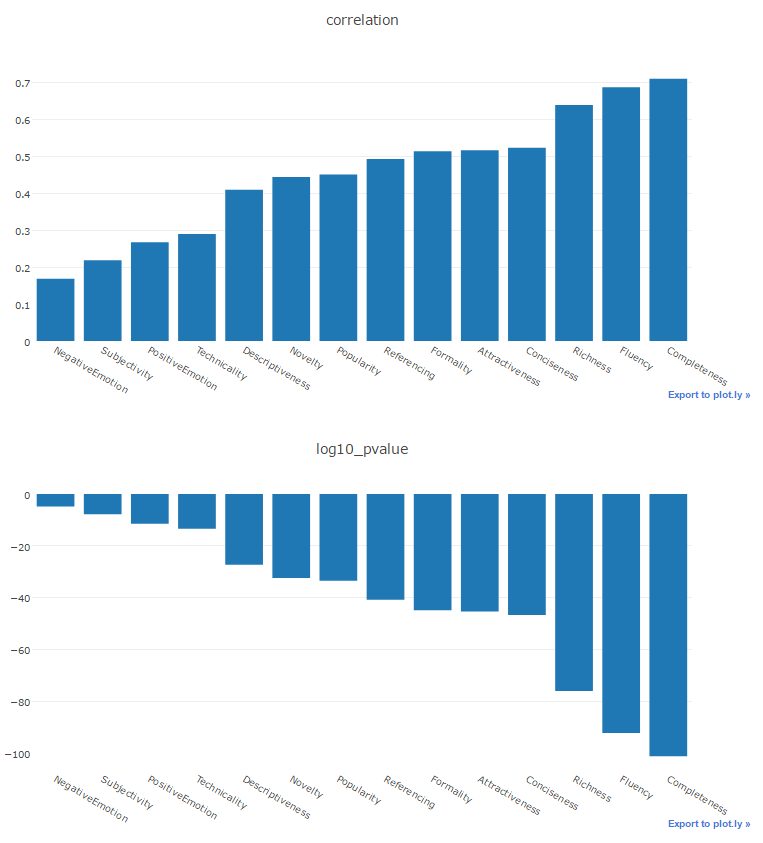 correlation
0.7
0.6
0.5
0.4
0.3
0.2
0.1
0
NegativeEmotion
Subjectivity
PositiveEmotion
Technicality
Descriptiveness
Novelty
Popularity
Referencing
Formality
Attractiveness
Conciseness
Richness
Fluency
Completeness
Export to plot.ly »
log10_pvalue
0
−20
−40
−60
−80
−100
NegativeEmotion
Subjectivity
PositiveEmotion
Technicality
Descriptiveness
Novelty
Popularity
Referencing
Formality
Attractiveness
Conciseness
Richness
Fluency
Completeness
Export to plot.ly »